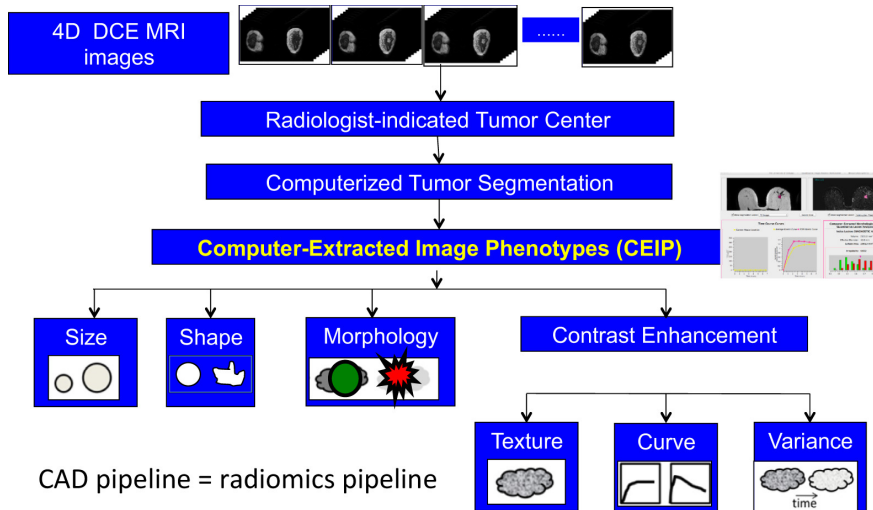 4D DCE MRI
images
......
Radiologist-indicated Tumor Center
Computerized Tumor Segmentation
Computer-Extracted Image Phenotypes (CEIP)
Size
Shape
Morphology
Contrast Enhancement
Texture
Curve
Variance
time
CAD pipeline = radiomics pipeline